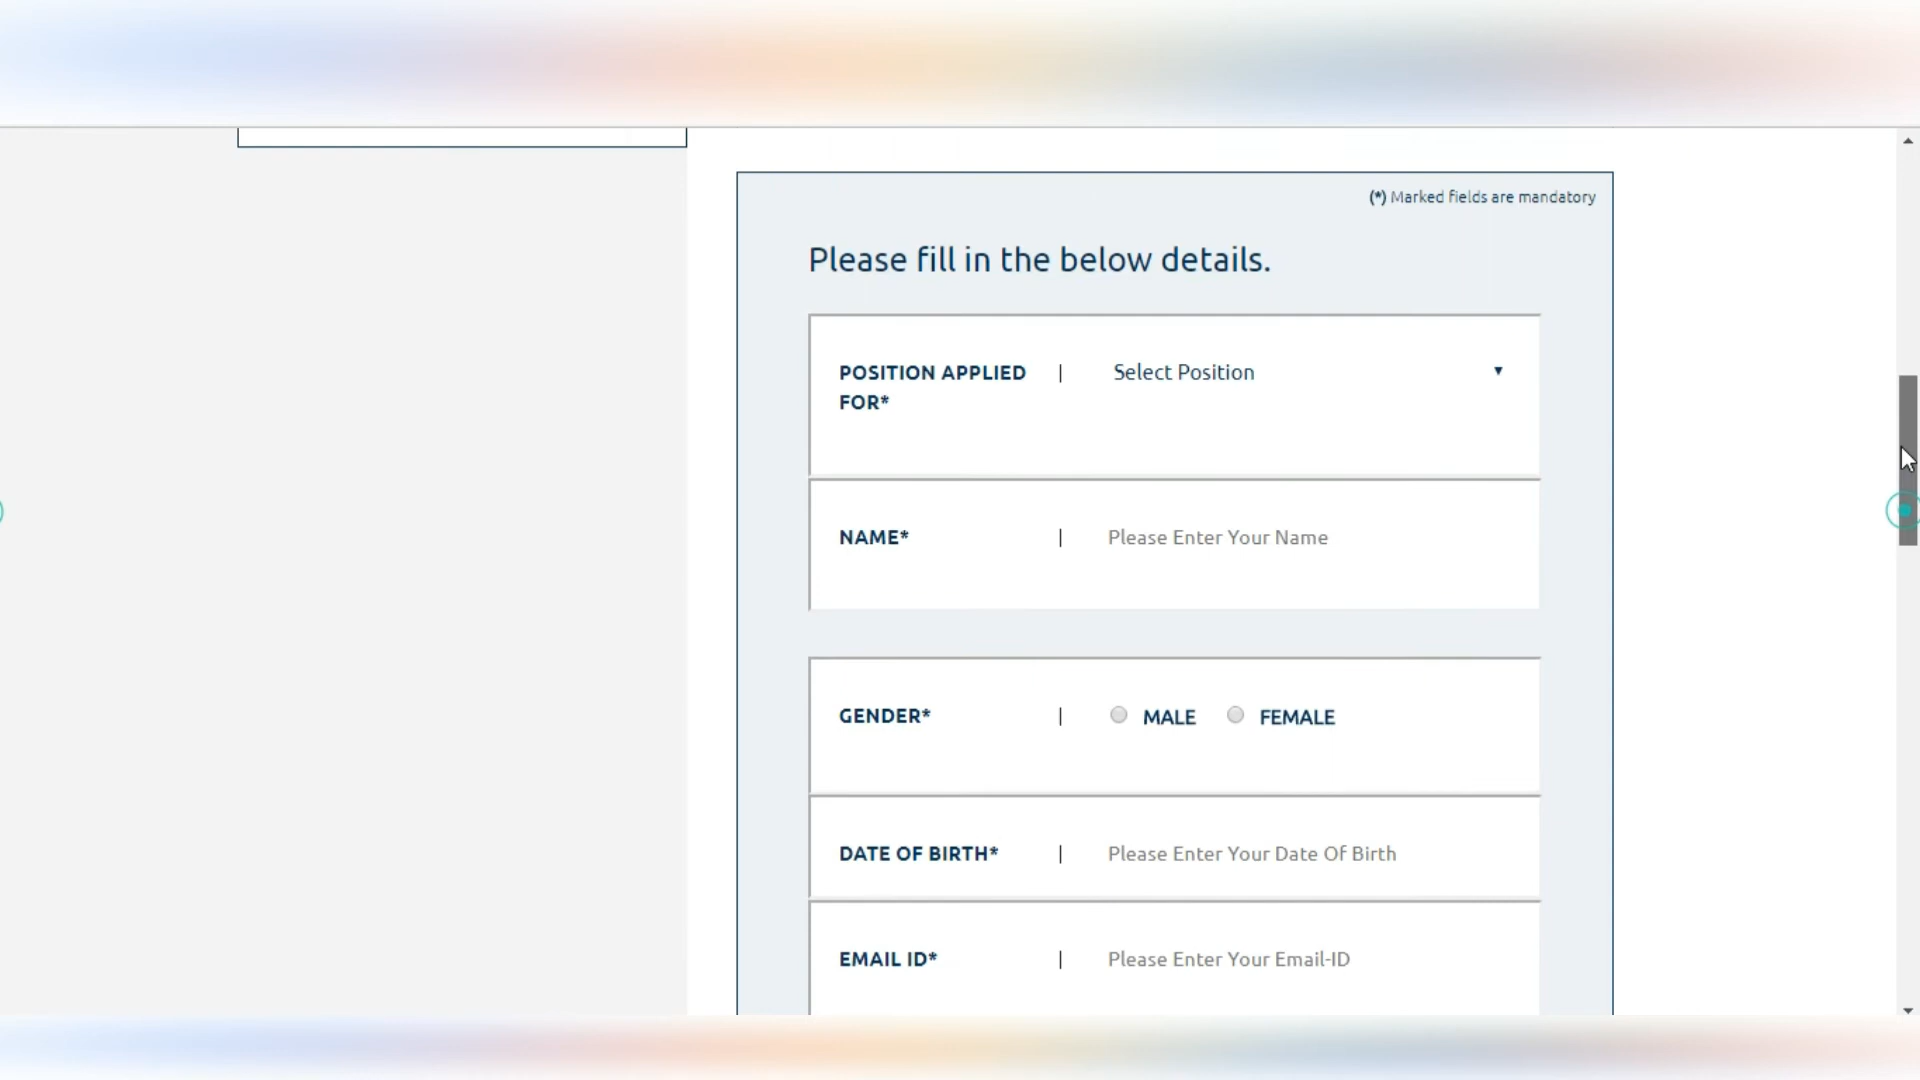 (*) Marked fields are mandatory
Please fill in the below details.
POSITION APPLIED | Select Position
FOR*
NAME* | Please Enter Your Name
GENDER* | MALE FEMALE
DATE OF BIRTH* | Please Enter Your Date Of Birth
EMAIL ID* | Please Enter Your Email-ID